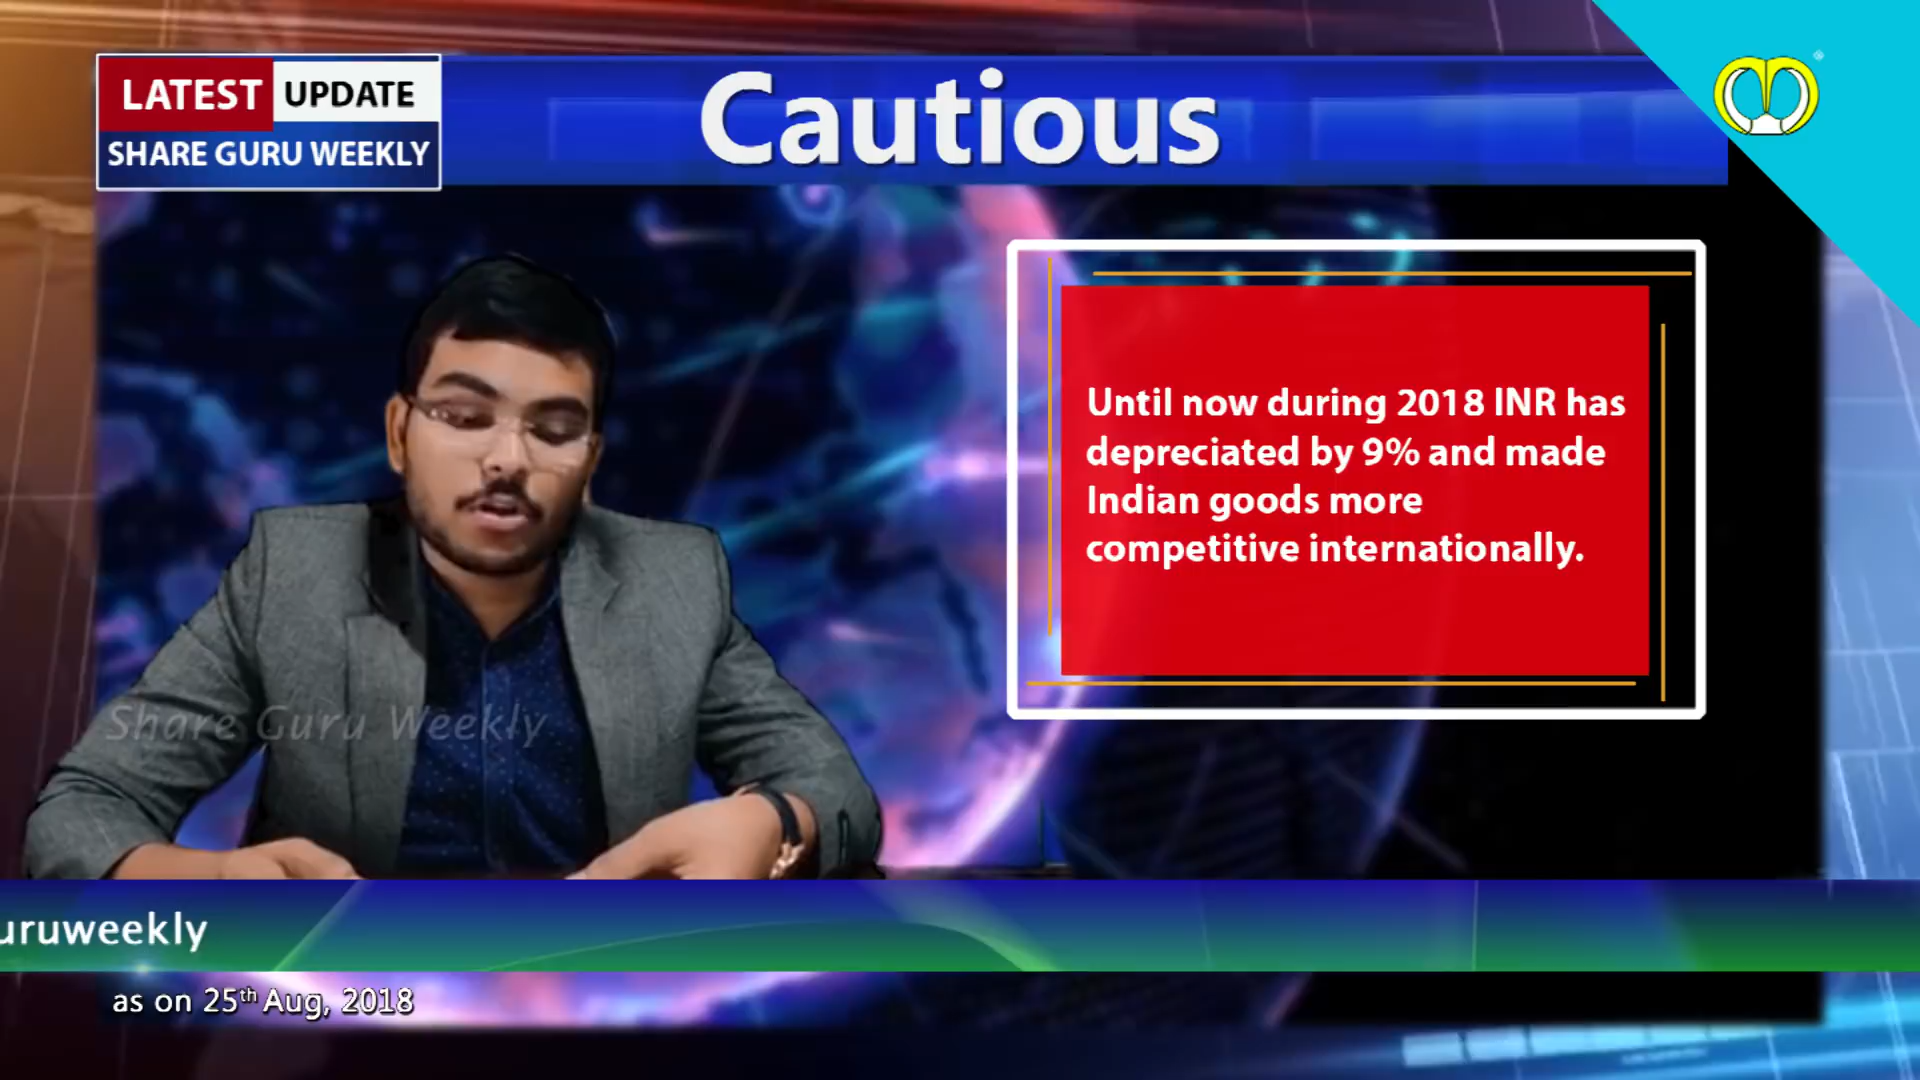 LATEST UPDATE
SHARE GURU WEEKLY
Cautious
®
Until now during 2018 INR has
depreciated by 9% and made
Indian goods more
competitive internationally.
Share Guru Weekly
uruweekly
as on 25th Aug, 2018